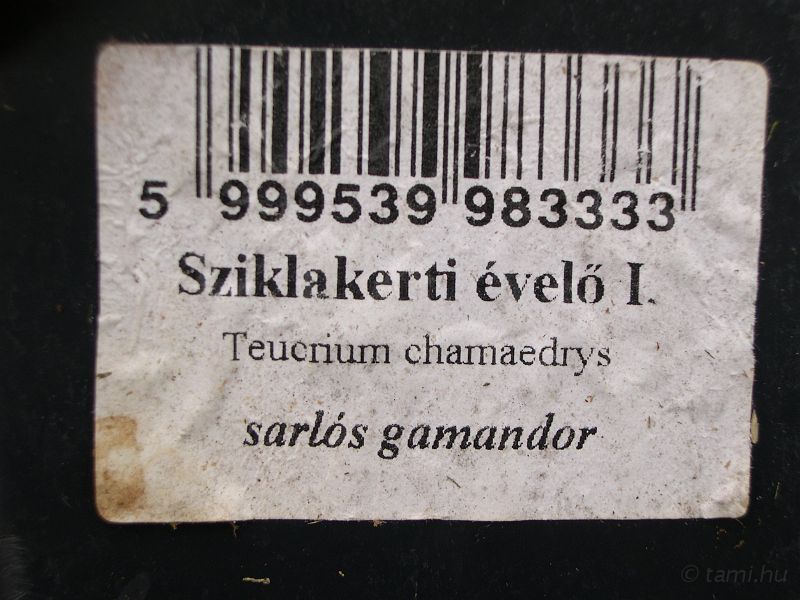 5 999539 983333
Sziklakerti évelő I.
Teucrium chamaedrys
sarlós gamandor
© tami.hu